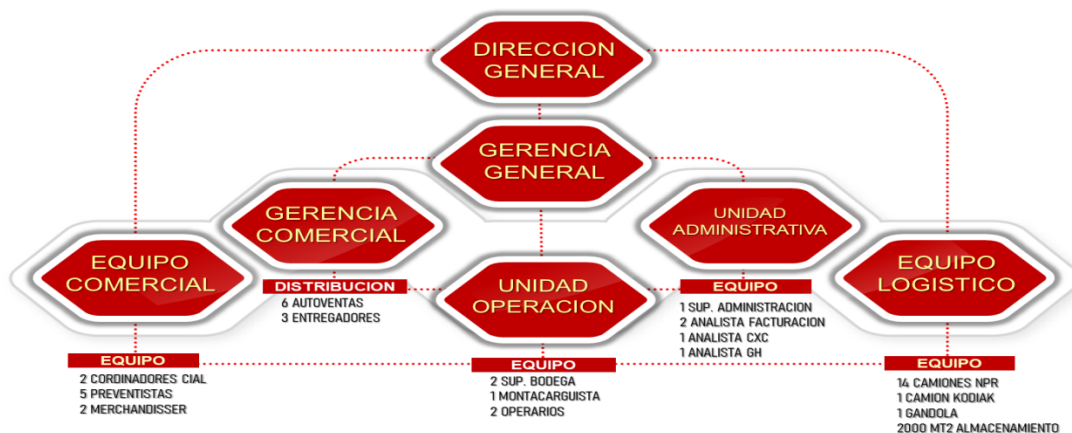 DIRECCION
GENERAL
GERENCIA
GENERAL
GERENCIA
COMERCIAL
UNIDAD
ADMINISTRATIVA
EQUIPO
COMERCIAL
UNIDAD
OPERACION
EQUIPO
LOGISTICO
DISTRIBUCION
6 AUTOVENTAS
3 ENTREGADORES
EQUIPO
1 SUP. ADMINISTRACION
2 ANALISTA FACTURACION
1 ANALISTA CXC
1 ANALISTA GH
EQUIPO
2 CORDINADORES CIAL
5 PREVENTISTAS
2 MERCHANDISSER
EQUIPO
2 SUP. BODEGA
1 MONTACARGUISTA
2 OPERARIOS
EQUIPO
14 CAMIONES NPR
1 CAMION KODIAK
1 GANDOLA
2000 MT2 ALMACENAMIENTO